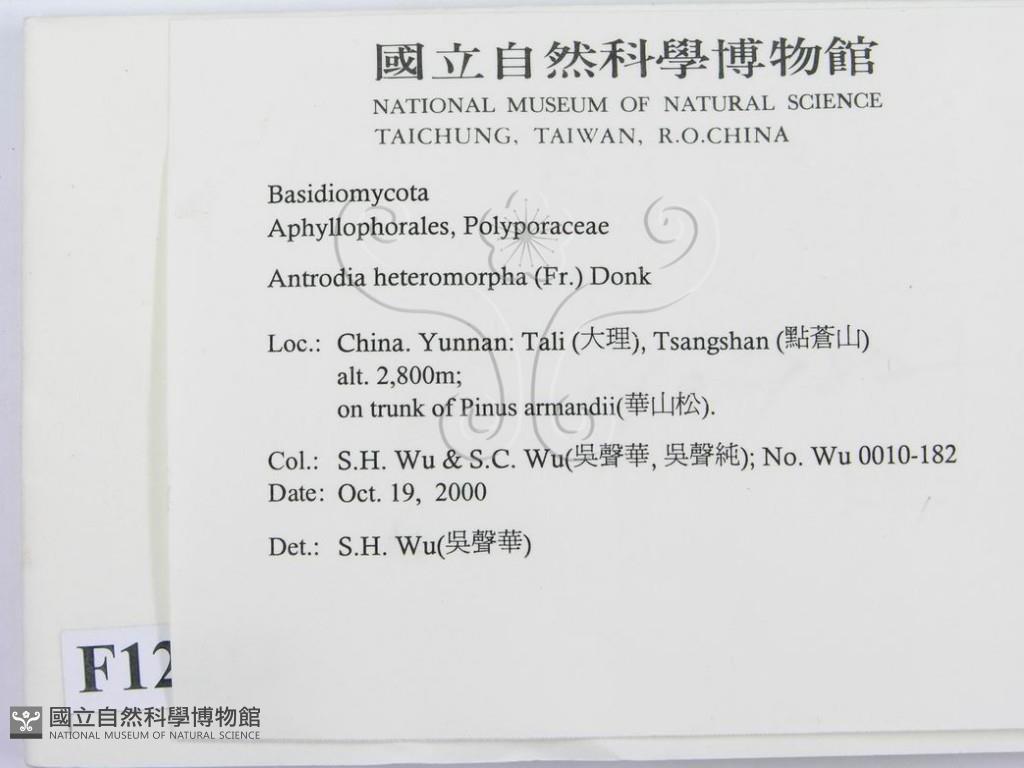 國立自然科學博物館
NATIONAL MUSEUM OF NATURAL SCIENCE
TAICHUNG, TAIWAN, R.O.CHINA
Basidiomycota
Aphyllophorales, Polyporaceae
Antrodia heteromorpha (Fr.) Donk
Loc.: China. Yunnan: Tali (大理), Tsangshan (點蒼山)
alt. 2,800m;
on trunk of Pinus armandii(華山松).
Col.: S.H. Wu & S.C. Wu(吳聲華, 吳聲純); No. Wu 0010-182
Date: Oct. 19, 2000
Det.: S.H. Wu(吳聲華)
F12
國立自然科學博物館
NATIONAL MUSEUM OF NATURAL SCIENCE